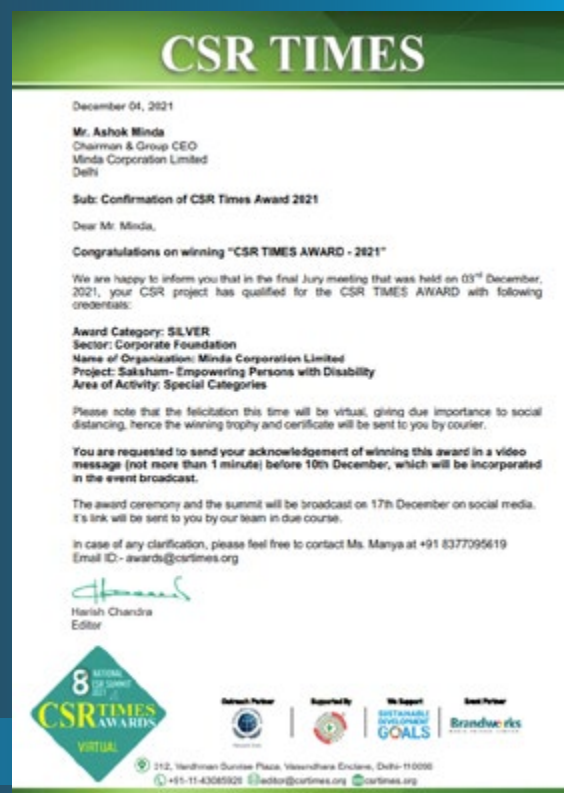 CSR TIMES
December 04, 2021
Mr. Ashok Minda
Chairman & Group CEO
Minda Corporation Limited
Delhi
Sub: Confirmation of CSR Times Award 2021
Dear Mr. Minda,
Congratulations on winning "CSR TIMES AWARD - 2021"
We are happy to inform you that in the final Jury meeting that was held on 03rd December,
2021, your CSR project has qualified for the CSR TIMES AWARD with following
credentials:
Award Category: SILVER
Sector: Corporate Foundation
Name of Organization: Minda Corporation Limited
Project: Saksham- Empowering Persons with Disability
Area of Activity: Special Categories
Please note that the felicitation this time will be virtual, giving due importance to social
distancing, hence the winning trophy and certificate will be sent to you by courier.
You are requested to send your acknowledgement of winning this award in a video
message (not more than 1 minute) before 10th December, which will be incorporated
in the event broadcast.
The award ceremony and the summit will be broadcast on 17th December on social media.
It's link will be sent to you by our team in due course.
In case of any clarification, please feel free to contact Ms. Manya at +91 8377095619
Email ID:- awards@csrtimes.org
Harish Chandra
Editor
8 NATIONAL
CSR SUMMIT
2021
CSR TIMES
AWARDS
VIRTUAL
Outreach Partner
Supported By
We Support
SUSTAINABLE
DEVELOPMENT
GOALS
Event Partner
Brandworks
312, Vardhman Sunrise Plaza, Vasundhara Enclave, Delhi-110096
+91-11-43085928 editor@csrtimes.org csrtimes.org